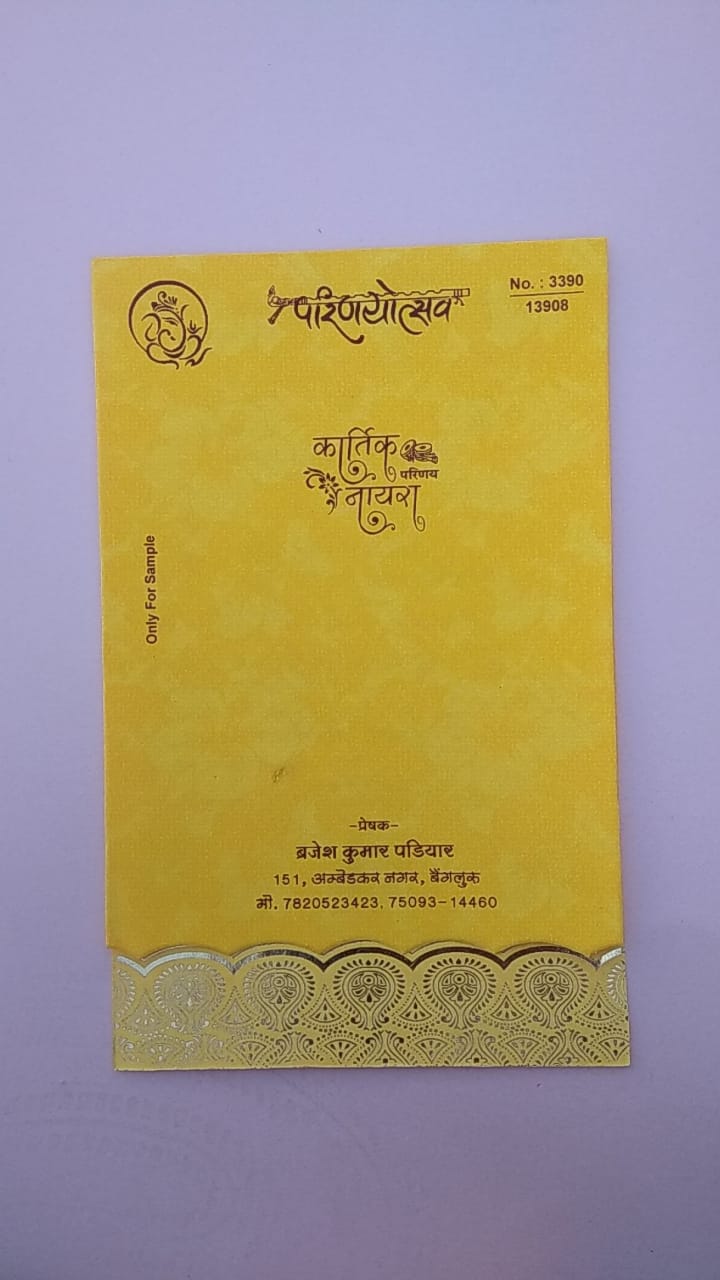 परिणयोत्सव
No. : 3390
13908
कार्तिक
परिणय
नायरा
Only For Sample
-प्रेषक-
ब्रजेश कुमार पडियार
151, अम्बेडकर नगर, बैंगलुरू
मो. 7820523423, 75093-14460